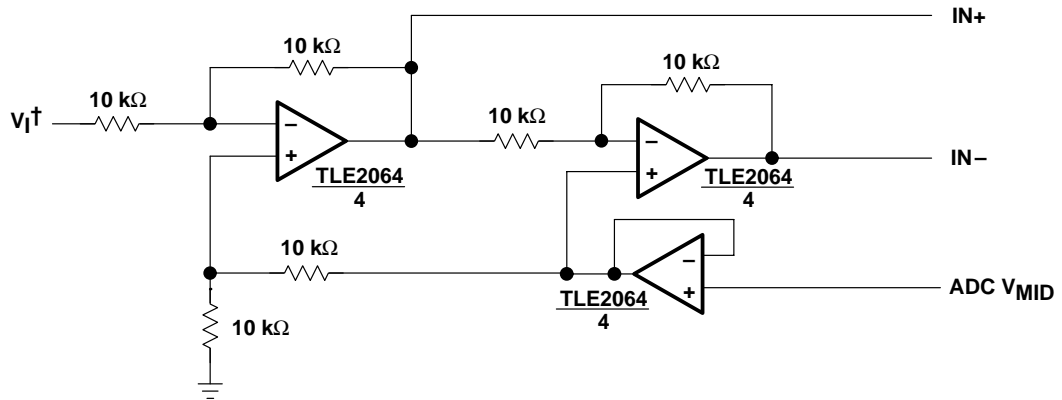 IN+
10 kΩ
10 kΩ
10 kΩ
10 kΩ
VI†
−
+
−
+
IN−
TLE2064
4
TLE2064
4
10 kΩ
−
+
TLE2064
4
ADC VMID
10 kΩ